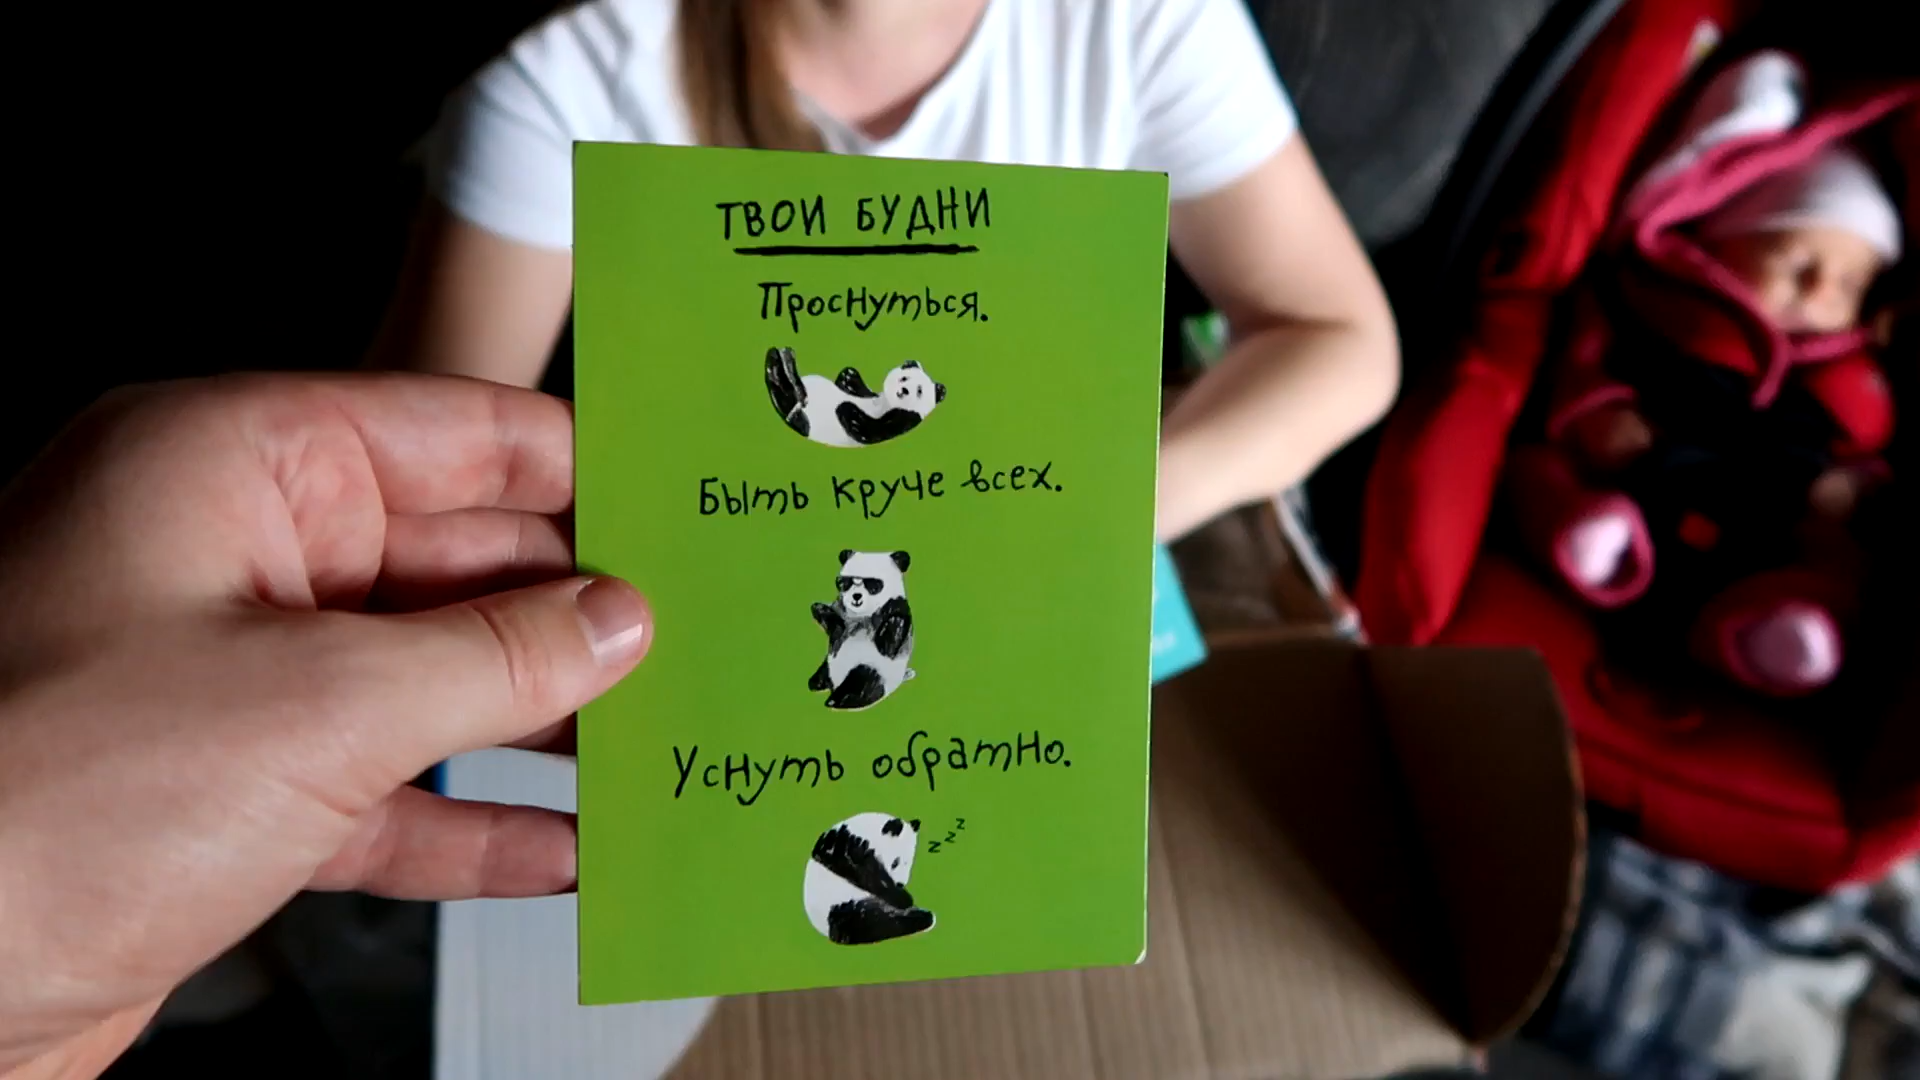 ТВОИ БУДНИ
Проснуться.
Быть круче всех.
Уснуть обратно.
z z z